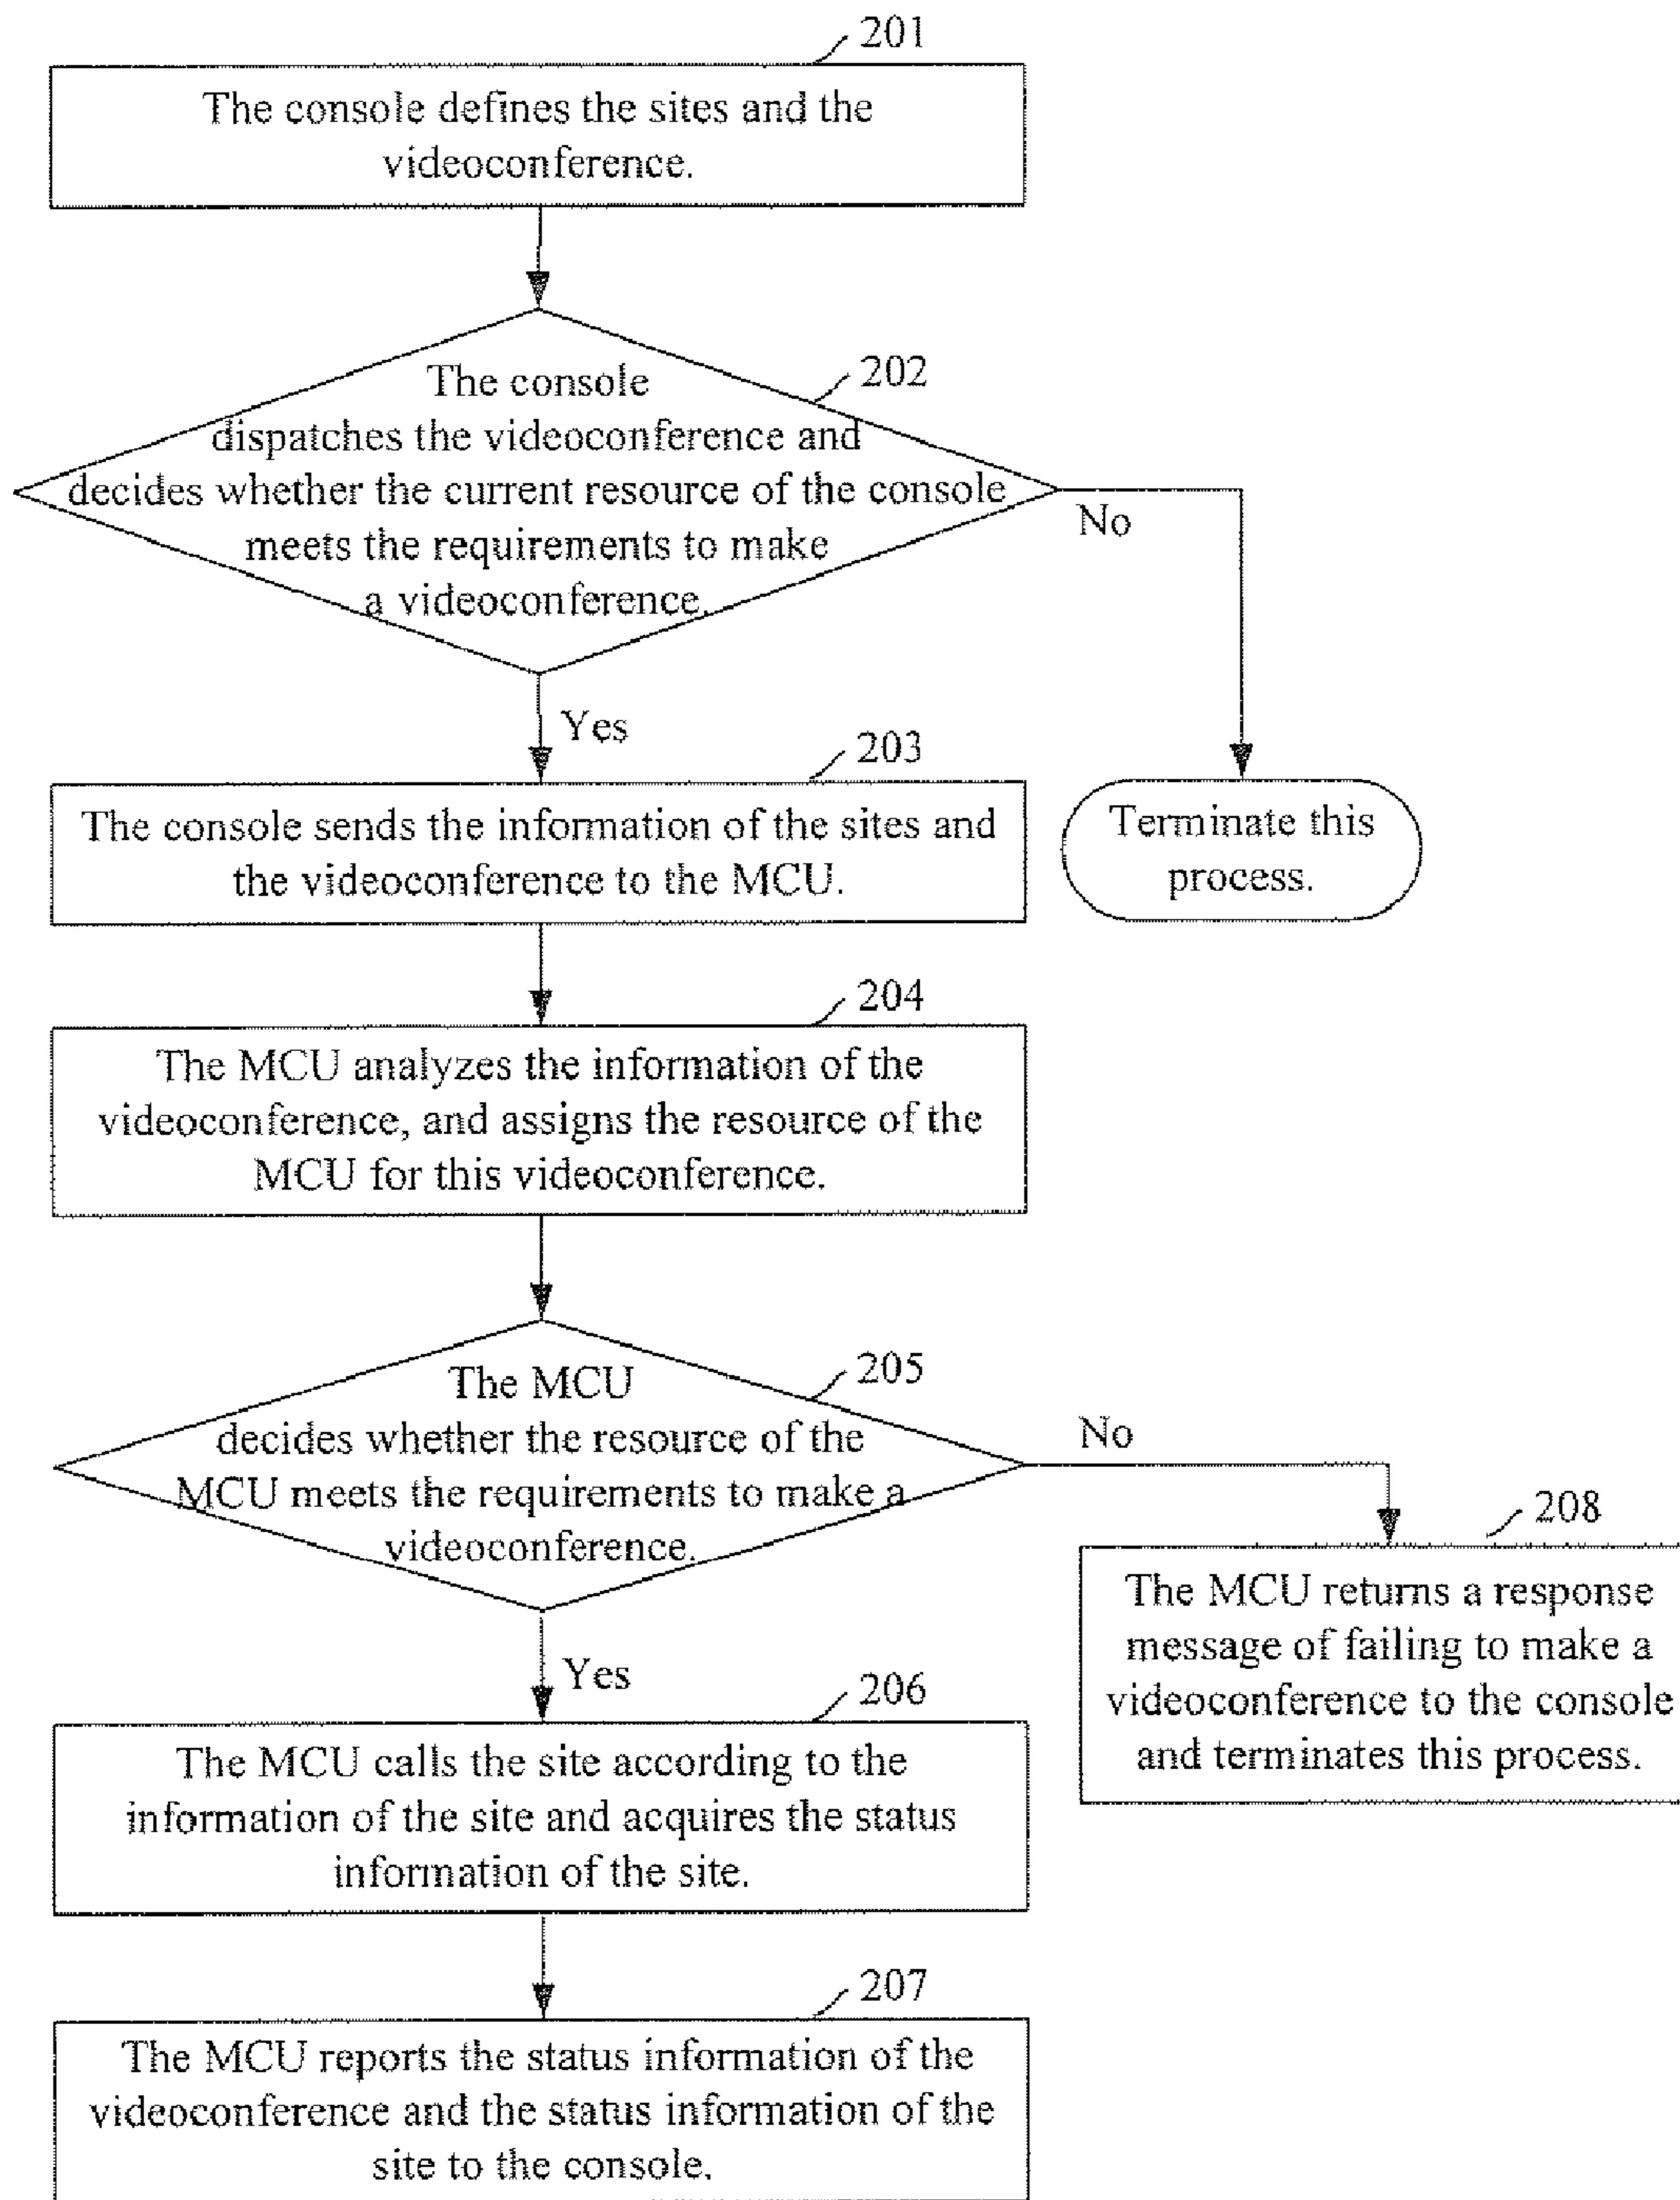 201
The console defines the sites and the
videoconference.
202
The console
dispatches the videoconference and
decides whether the current resource of the console
meets the requirements to make
a videoconference.
No
Yes
203
The console sends the information of the sites and
the videoconference to the MCU.
Terminate this
process.
204
The MCU analyzes the information of the
videoconference, and assigns the resource of the
MCU for this videoconference.
205
The MCU
decides whether the resource of the
MCU meets the requirements to make a
videoconference.
No
Yes
208
The MCU returns a response
message of failing to make a
videoconference to the console
and terminates this process.
206
The MCU calls the site according to the
information of the site and acquires the status
information of the site.
207
The MCU reports the status information of the
videoconference and the status information of the
site to the console.